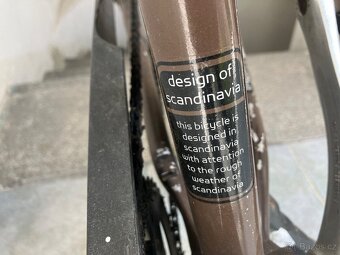 design of
scandinavia
this bicycle is
designed in
scandinavia
with attention
to the rough
weather of
scandinavia